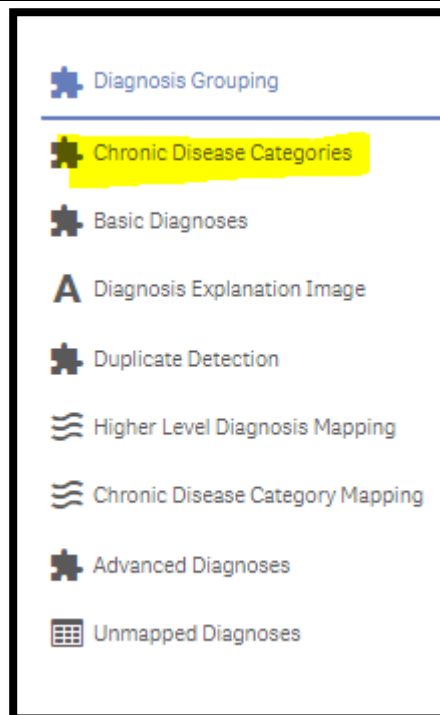 Diagnosis Grouping
Chronic Disease Categories
Basic Diagnoses
A Diagnosis Explanation Image
Duplicate Detection
Higher Level Diagnosis Mapping
Chronic Disease Category Mapping
Advanced Diagnoses
Unmapped Diagnoses